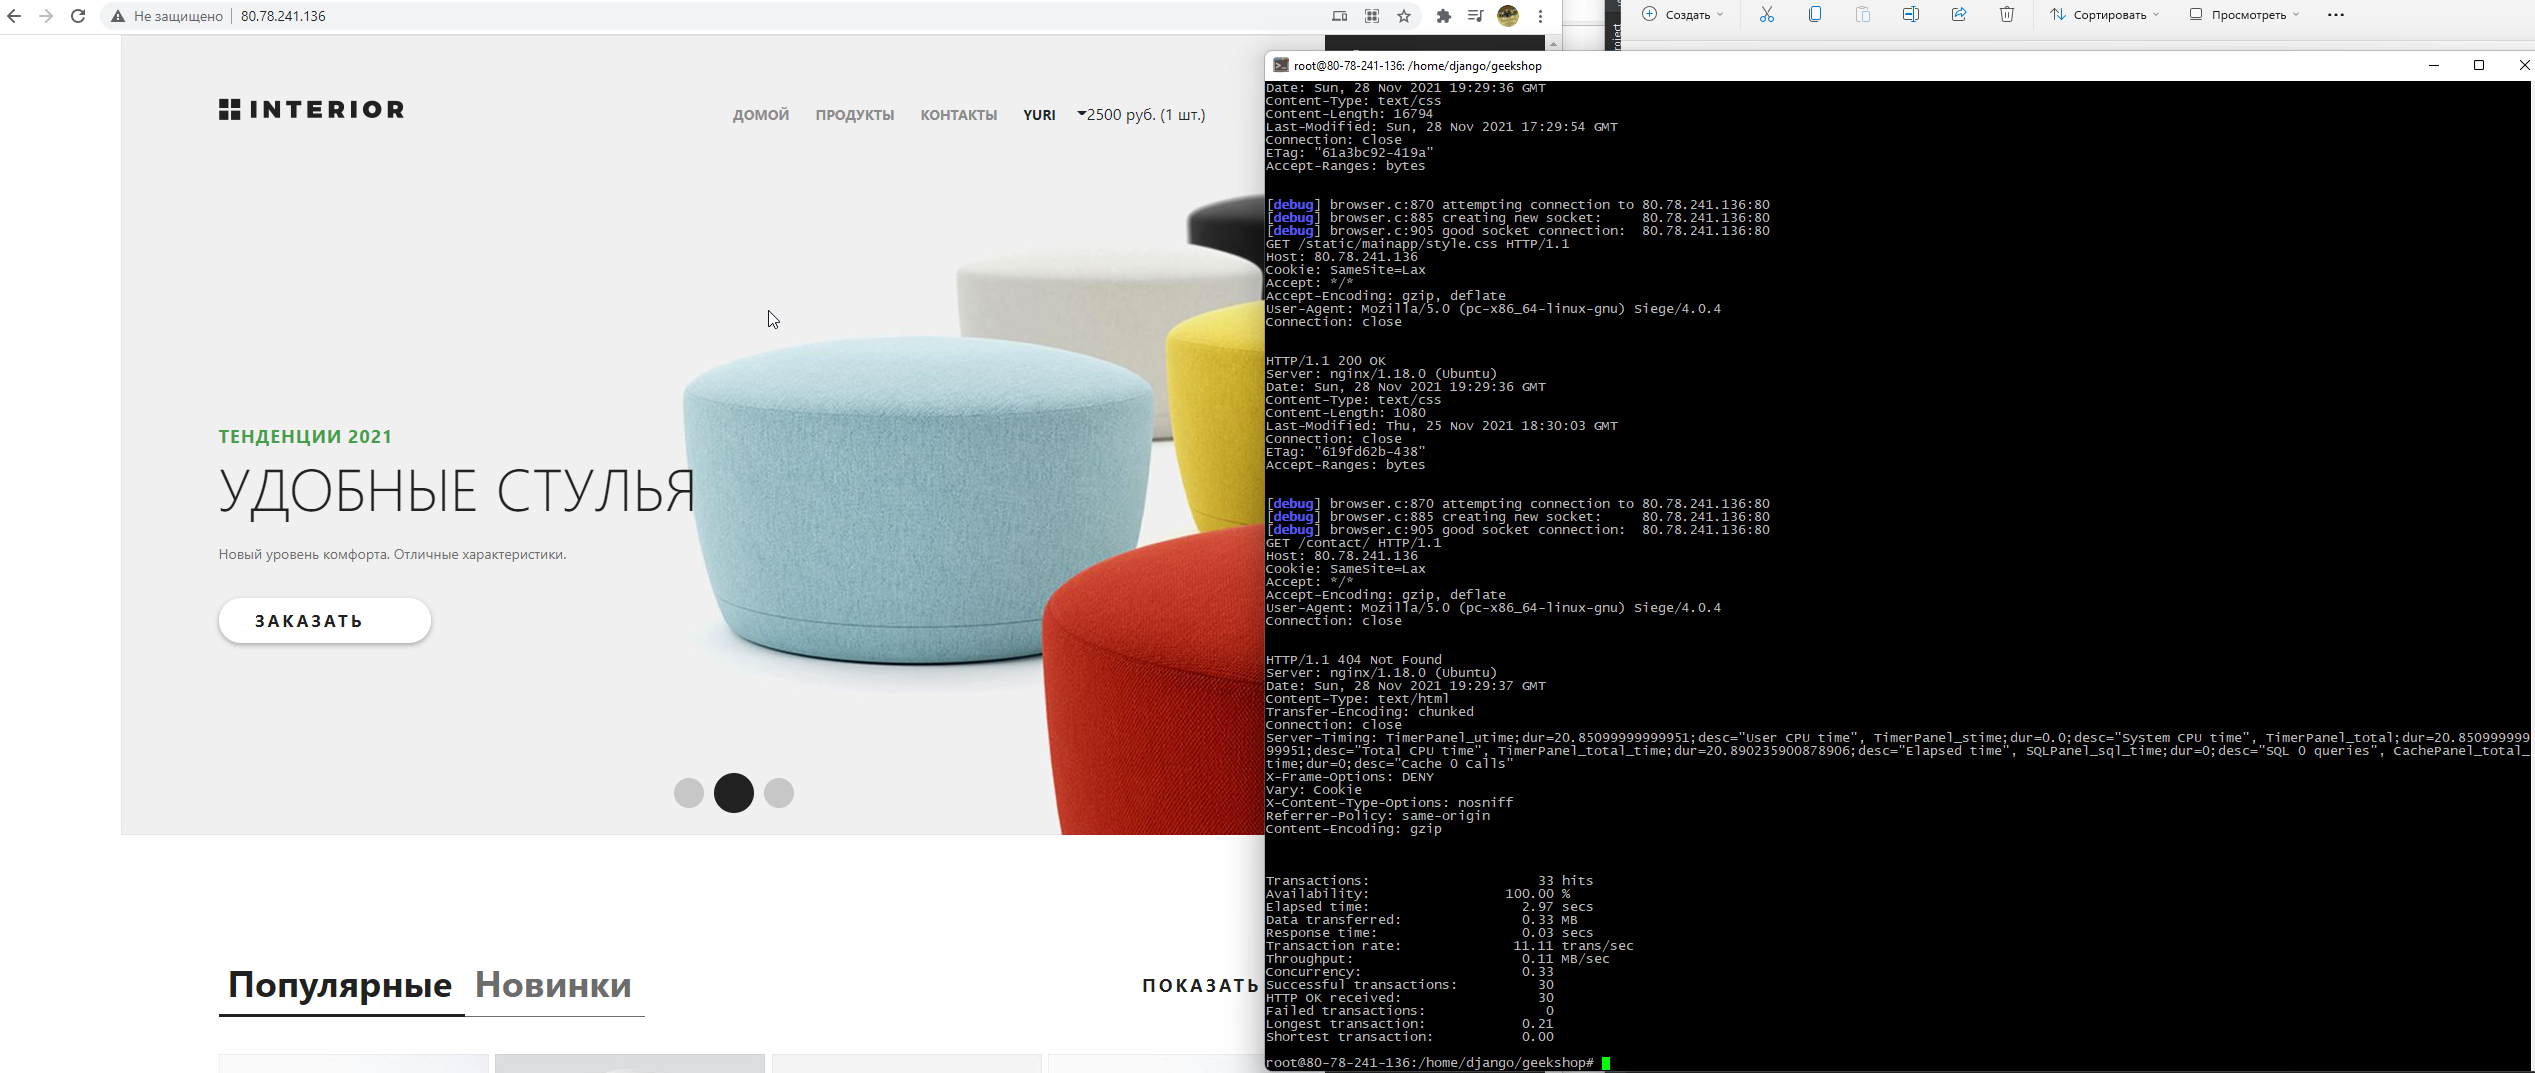 Не защищено
80.78.241.136
Создать
Сортировать
Просмотреть
INTERIOR
ДОМОЙ
ПРОДУКТЫ
КОНТАКТЫ
YURI
2500 руб. (1 шт.)
ТЕНДЕНЦИИ 2021
УДОБНЫЕ СТУЛЬЯ
Новый уровень комфорта. Отличные характеристики.
ЗАКАЗАТЬ
Популярные
Новинки
ПОКАЗАТЬ
root@80-78-241-136: /home/django/geekshop
Date: Sun, 28 Nov 2021 19:29:36 GMT
Content-Type: text/css
Content-Length: 16794
Last-Modified: Sun, 28 Nov 2021 17:29:54 GMT
Connection: close
ETag: "61a3bc92-419a"
Accept-Ranges: bytes
[debug] browser.c:870 attempting connection to 80.78.241.136:80
[debug] browser.c:885 creating new socket:     80.78.241.136:80
[debug] browser.c:905 good socket connection:  80.78.241.136:80
GET /static/mainapp/style.css HTTP/1.1
Host: 80.78.241.136
Cookie: SameSite=Lax
Accept: */*
Accept-Encoding: gzip, deflate
User-Agent: Mozilla/5.0 (pc-x86_64-linux-gnu) Siege/4.0.4
Connection: close
HTTP/1.1 200 OK
Server: nginx/1.18.0 (Ubuntu)
Date: Sun, 28 Nov 2021 19:29:36 GMT
Content-Type: text/css
Content-Length: 1080
Last-Modified: Thu, 25 Nov 2021 18:30:03 GMT
Connection: close
ETag: "619fd62b-438"
Accept-Ranges: bytes
[debug] browser.c:870 attempting connection to 80.78.241.136:80
[debug] browser.c:885 creating new socket:     80.78.241.136:80
[debug] browser.c:905 good socket connection:  80.78.241.136:80
GET /contact/ HTTP/1.1
Host: 80.78.241.136
Cookie: SameSite=Lax
Accept: */*
Accept-Encoding: gzip, deflate
User-Agent: Mozilla/5.0 (pc-x86_64-linux-gnu) Siege/4.0.4
Connection: close
HTTP/1.1 404 Not Found
Server: nginx/1.18.0 (Ubuntu)
Date: Sun, 28 Nov 2021 19:29:37 GMT
Content-Type: text/html
Transfer-Encoding: chunked
Connection: close
Server-Timing: TimerPanel_utime;dur=20.85099999999951;desc="User CPU time", TimerPanel_stime;dur=0.0;desc="System CPU time", TimerPanel_total;dur=20.850999999
99951;desc="Total CPU time", TimerPanel_total_time;dur=20.890235900878906;desc="Elapsed time", SQLPanel_sql_time;dur=0;desc="SQL 0 queries", CachePanel_total_
time;dur=0;desc="Cache 0 Calls"
X-Frame-Options: DENY
Vary: Cookie
X-Content-Type-Options: nosniff
Referrer-Policy: same-origin
Content-Encoding: gzip
Transactions:                     33 hits
Availability:                 100.00 %
Elapsed time:                   2.97 secs
Data transferred:               0.33 MB
Response time:                  0.03 secs
Transaction rate:              11.11 trans/sec
Throughput:                     0.11 MB/sec
Concurrency:                    0.33
Successful transactions:          30
HTTP OK received:                 30
Failed transactions:               0
Longest transaction:            0.21
Shortest transaction:           0.00
root@80-78-241-136:/home/django/geekshop#